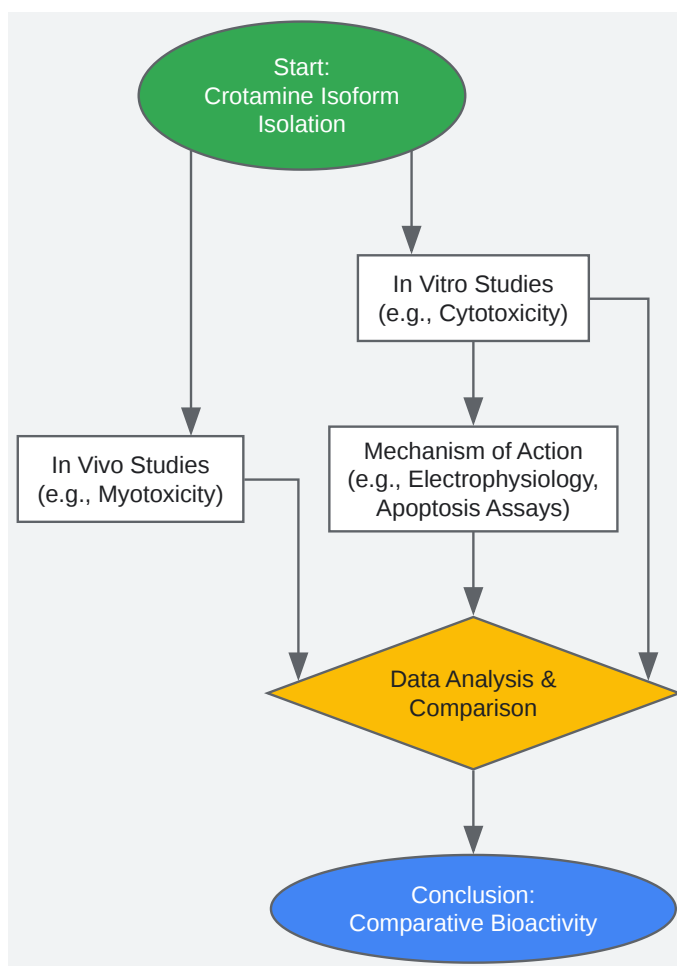 Start:
Crotamine Isoform
Isolation
In Vitro Studies
(e.g., Cytotoxicity)
In Vivo Studies
(e.g., Myotoxicity)
Mechanism of Action
(e.g., Electrophysiology,
Apoptosis Assays)
Data Analysis &
Comparison
Conclusion:
Comparative Bioactivity